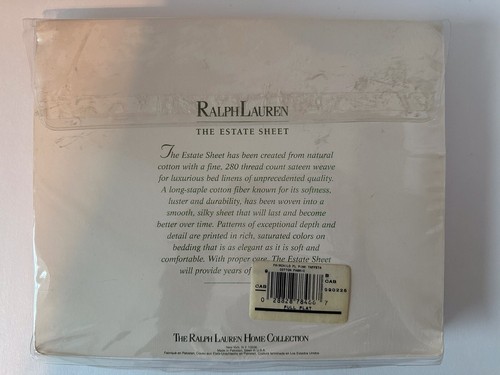 RALPH LAUREN
THE ESTATE SHEET
The Estate Sheet has been created from natural
cotton with a fine, 280 thread count sateen weave
for luxurious bed linens of unprecedented quality.
A long-staple cotton fiber known for its softness,
luster and durability, has been woven into a
smooth, silky sheet that will last and become
better over time. Patterns of exceptional depth and
detail are printed in rich, saturated colors on
bedding that is as elegant as it is soft and
comfortable. With proper care, The Estate Sheet
will provide years of
FULL FLAT
THE RALPH LAUREN HOME COLLECTION